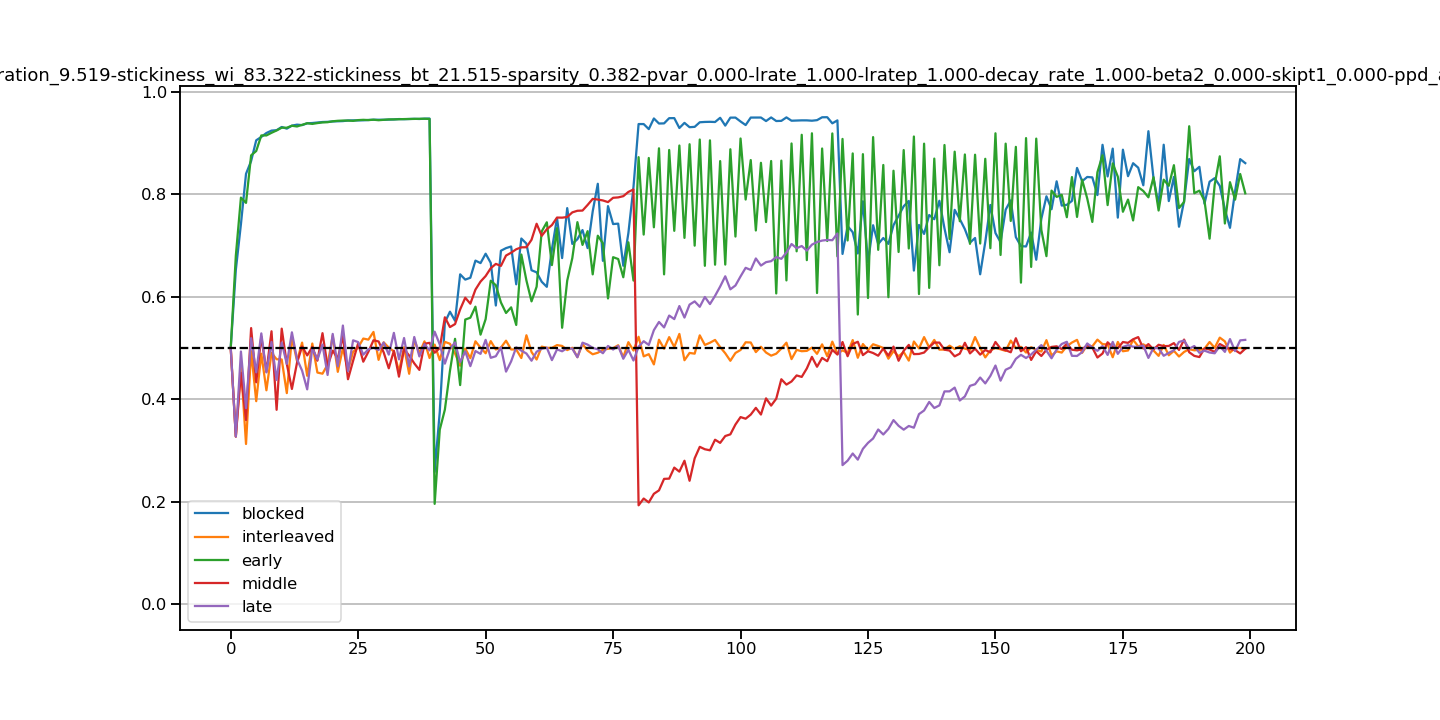 ration_9.519-stickiness_wi_83.322-stickiness_bt_21.515-sparsity_0.382-pvar_0.000-lrate_1.000-lratep_1.000-decay_rate_1.000-beta2_0.000-skipt1_0.000-ppd_a
1.0
0.8
0.6
0.4
0.2
0.0
blocked
interleaved
early
middle
late
0 25 50 75 100 125 150 175 200